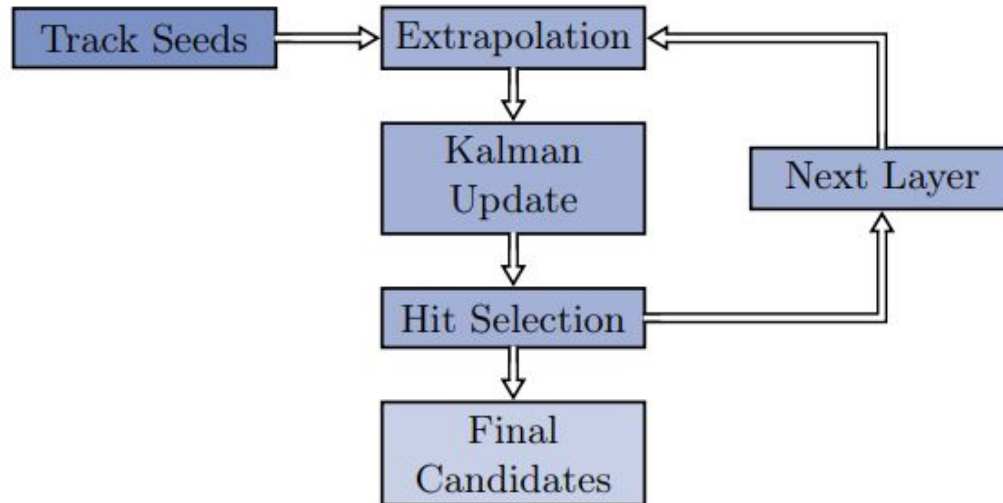 Track Seeds
Extrapolation
Kalman
Update
Next Layer
Hit Selection
Final
Candidates